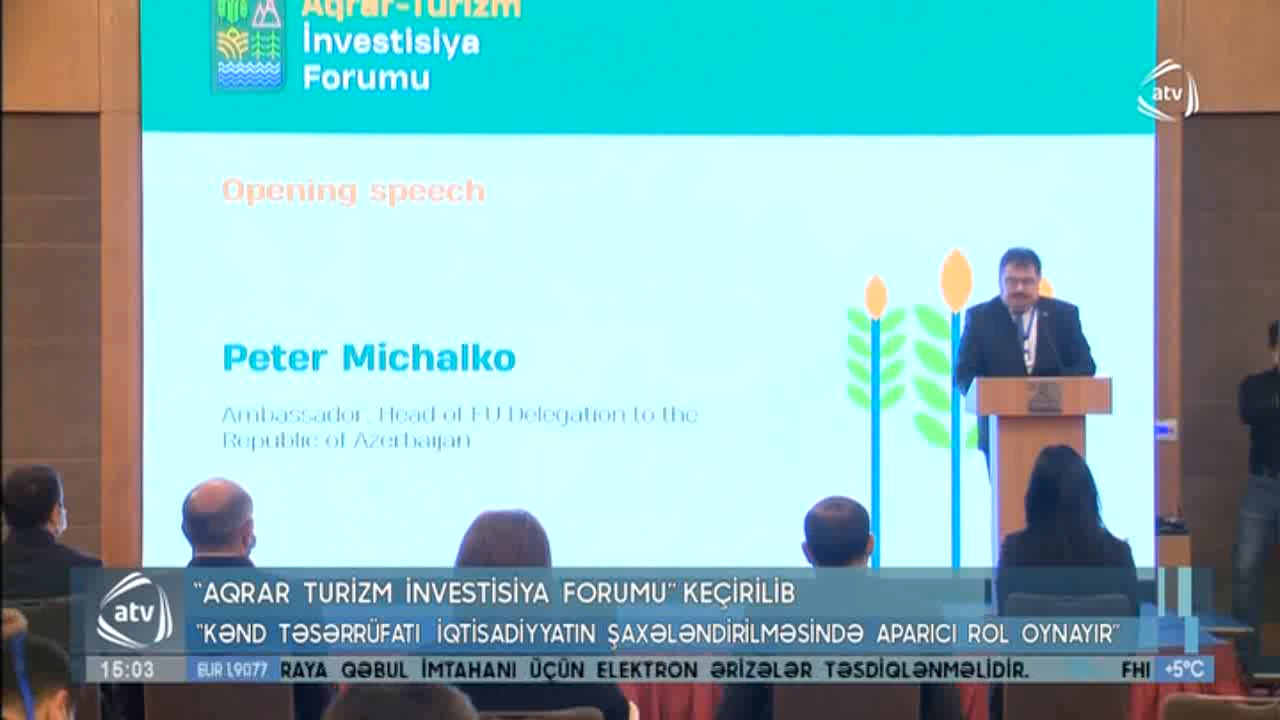 Aqrar-Turizm
İnvestisiya
Forumu
atv
Opening speech
Peter Michalko
Ambassador, Head of EU Delegation to the
Republic of Azerbaijan
atv
"AQRAR TURİZM İNVESTİSİYA FORUMU" KEÇİRİLİB
"KƏND TƏSƏRRÜFATI İQTİSADİYYATIN ŞAXƏLƏNDİRİLMƏSİNDƏ APARICI ROL OYNAYIR"
15:03 EUR 1,9077 RAYA QƏBUL İMTAHANI ÜÇÜN ELEKTRON ƏRİZƏLƏR TƏSDİQLƏNMƏLİDİR. FHI +5°C